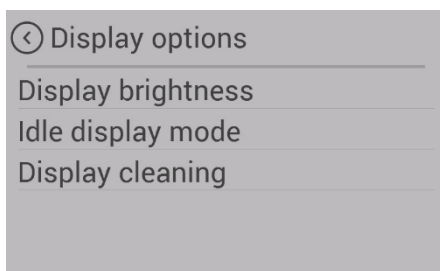 Display options
Display brightness
Idle display mode
Display cleaning